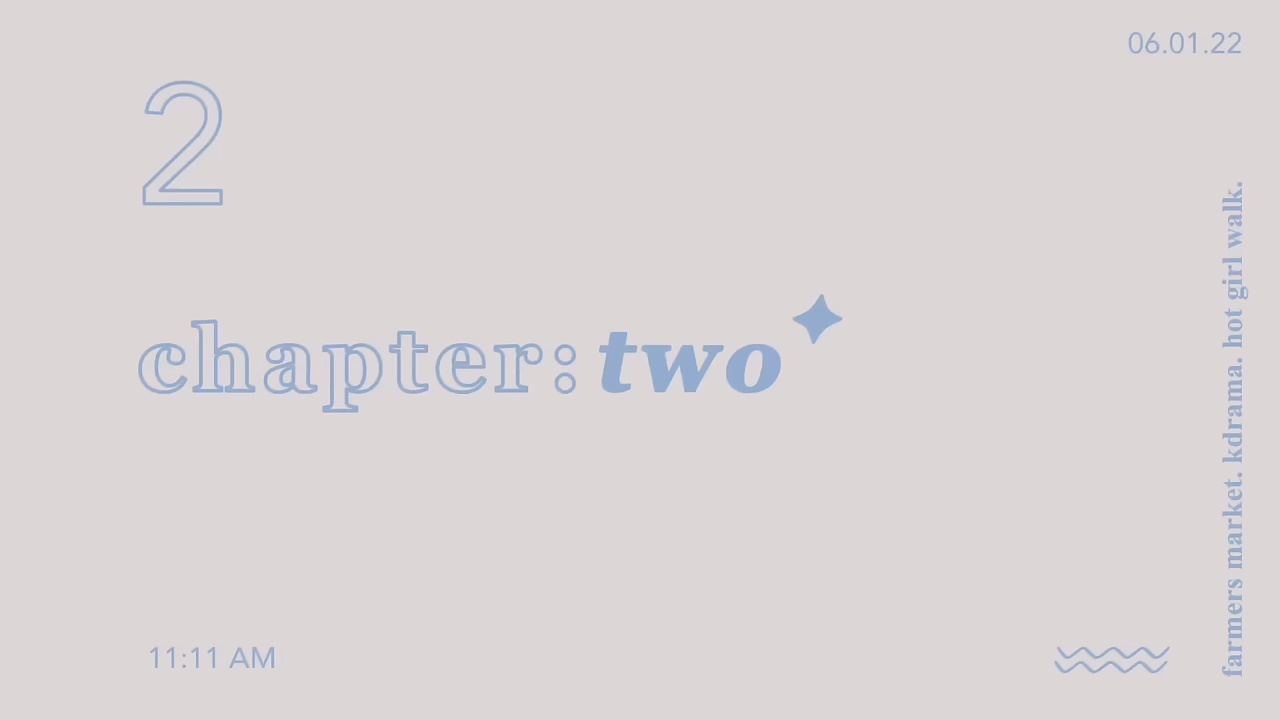 06.01.22
2
chapter: two
farmers market. kdrama. hot girl walk.
11:11 AM